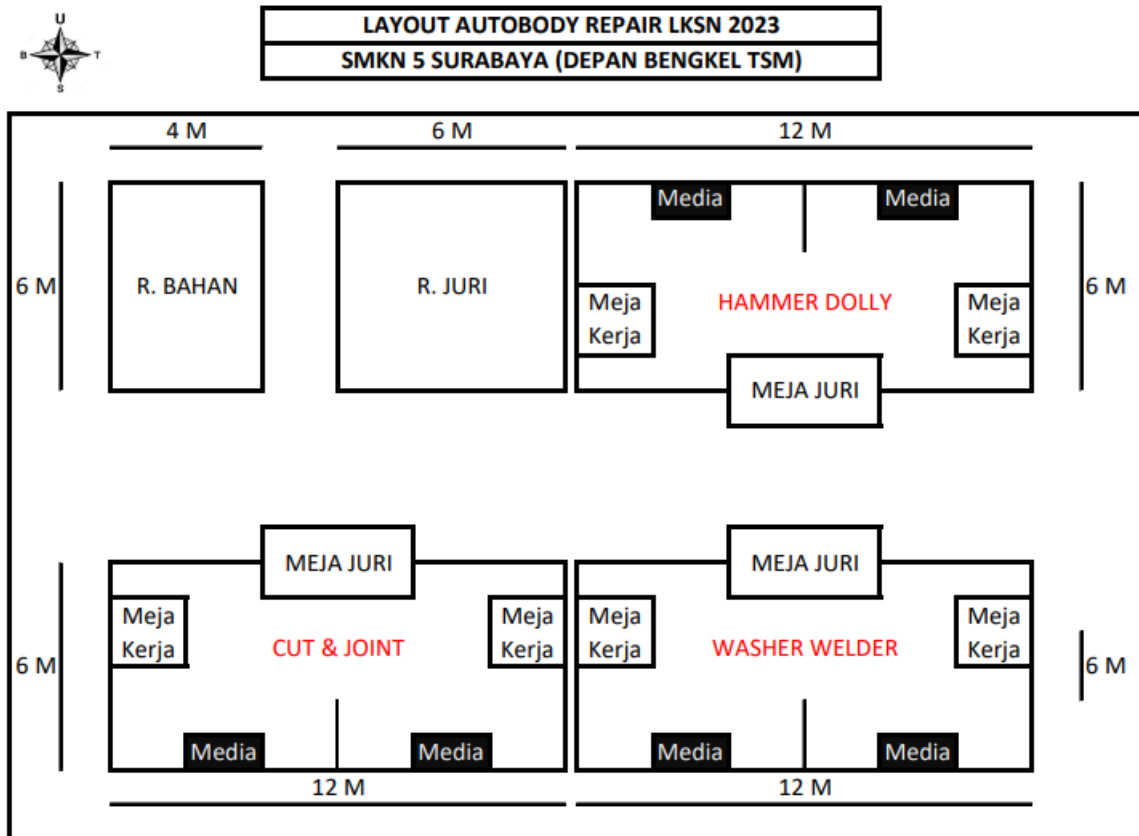 U
B
T
S
LAYOUT AUTOBODY REPAIR LKSN 2023
SMKN 5 SURABAYA (DEPAN BENGKEL TSM)
4 M
6 M
12 M
Media
Media
6 M
R. BAHAN
R. JURI
Meja
Kerja
HAMMER DOLLY
Meja
Kerja
6 M
MEJA JURI
MEJA JURI
MEJA JURI
6 M
Meja
Kerja
CUT & JOINT
Meja
Kerja
Meja
Kerja
WASHER WELDER
Meja
Kerja
6 M
Media
Media
Media
Media
12 M
12 M